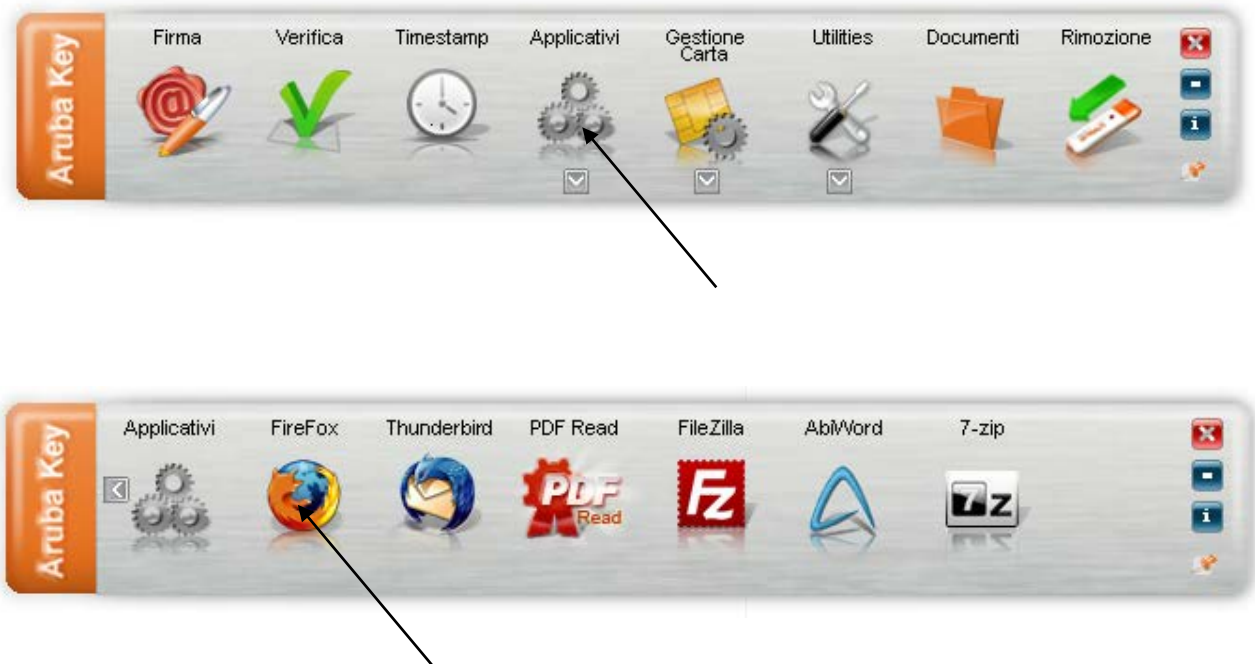 Aruba Key
Firma
Verifica
Timestamp
Applicativi
Gestione
Carta
Utilities
Documenti
Rimozione
Aruba Key
Applicativi
FireFox
Thunderbird
PDF Read
FileZilla
AbiWord
7-zip
PDF
Read
Fz
7z